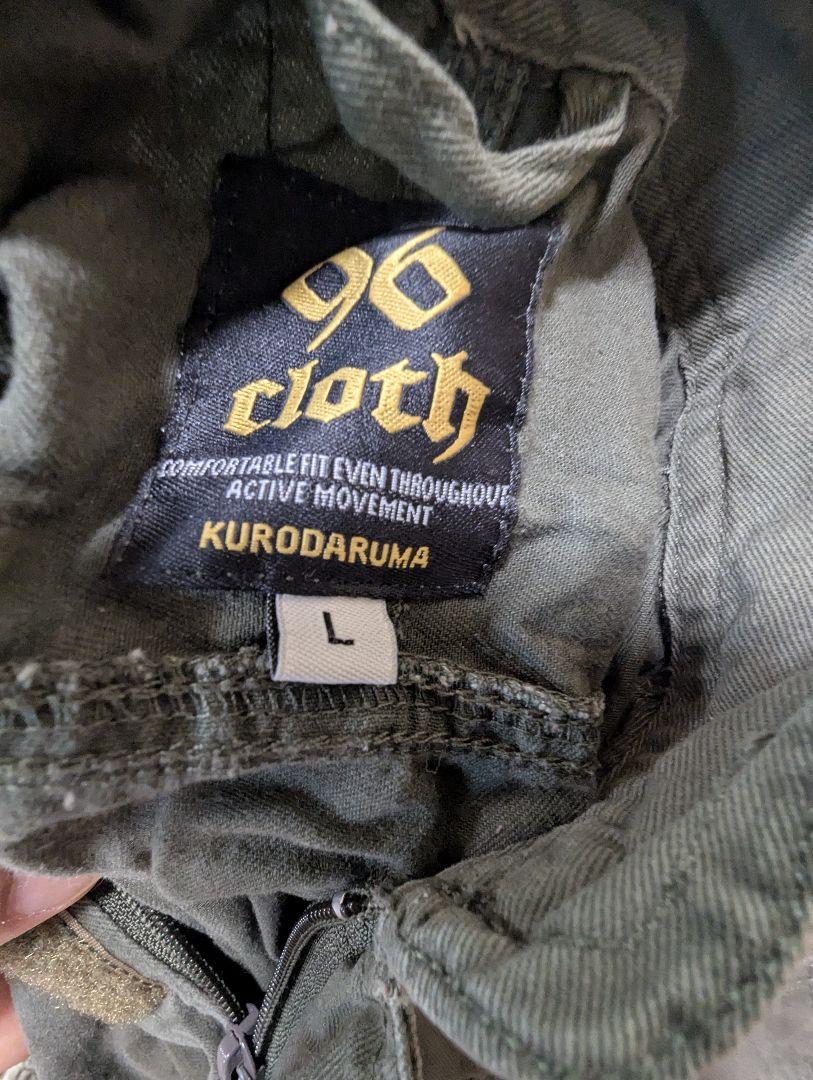 96
cloth
COMFORTABLE FIT EVEN THROUGHOUT
ACTIVE MOVEMENT
KURODARUMA
L